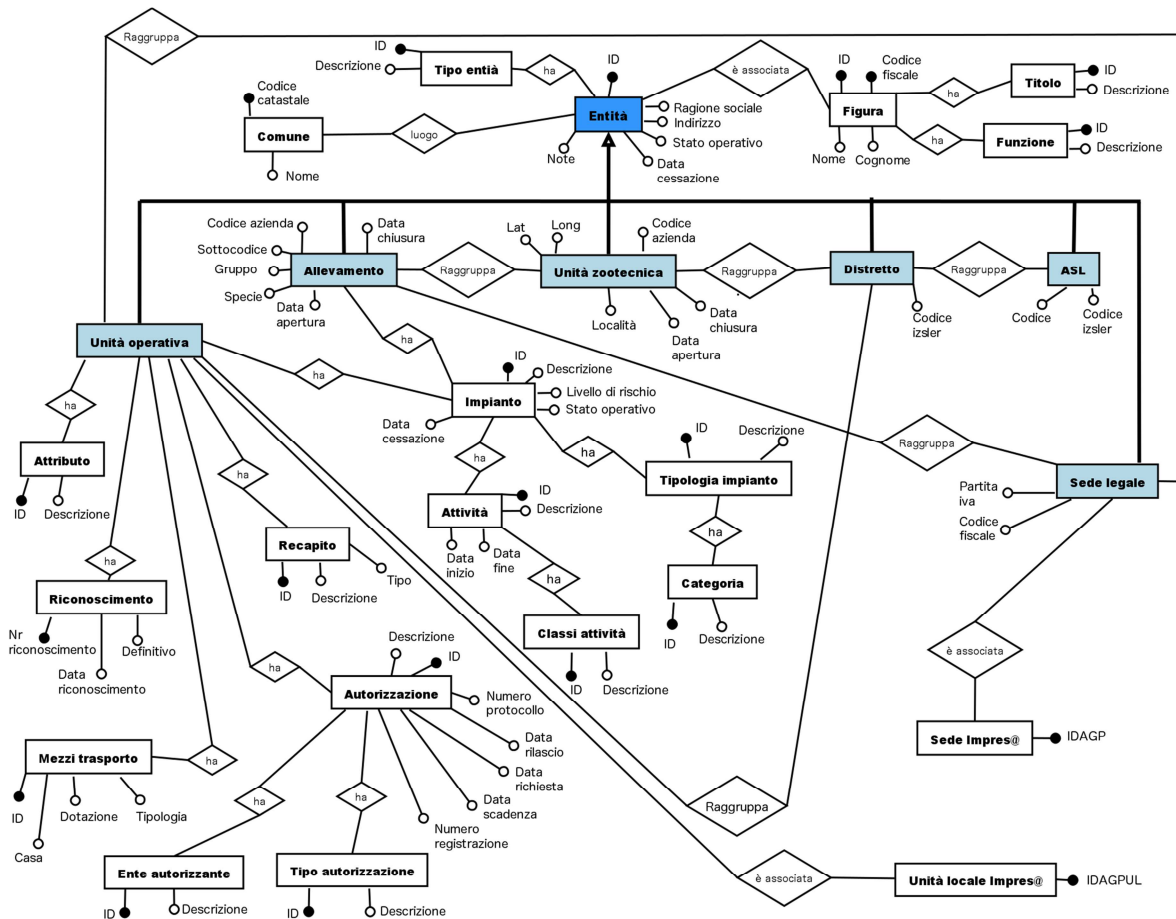 Raggruppa
ID
Descrizione
Tipo entià
ha
ID
è associata
ID
Codice
fiscale
ha
Titolo
ID
Descrizione
Codice
catastale
Comune
Nome
luogo
Entità
Ragione sociale
Indirizzo
Stato operativo
Note
Data
cessazione
Figura
Nome
Cognome
ha
Funzione
ID
Descrizione
Codice azienda
Data
chiusura
Sottocodice
Gruppo
Allevamento
Specie
Data
apertura
Raggruppa
Lat
Long
Codice
azienda
Unità zootecnica
Località
Data
apertura
Data
chiusura
Raggruppa
Distretto
Codice
izsler
Raggruppa
ASL
Codice
Codice
izsler
Unità operativa
ha
ha
ha
Attributo
ID
Descrizione
ID
Descrizione
Livello di rischio
Stato operativo
Impianto
Data
cessazione
ha
ha
ID
Descrizione
Tipologia impianto
Raggruppa
Sede legale
Partita
iva
Codice
fiscale
ha
Attività
ID
Descrizione
Data
inizio
Data
fine
ha
Recapito
ID
Descrizione
Tipo
ha
Riconoscimento
Nr
riconoscimento
Definitivo
Data
riconoscimento
ha
Categoria
ID
Descrizione
Classi attività
ID
Descrizione
ha
Descrizione
ID
Autorizzazione
Numero
protocollo
Data
rilascio
Data
richiesta
Data
scadenza
Numero
registrazione
è associata
Sede Impres@
IDAGP
Mezzi trasporto
ha
ID
Dotazione
Tipologia
Casa
ha
ha
Raggruppa
Ente autorizzante
ID
Descrizione
Tipo autorizzazione
ID
Descrizione
è associata
Unità locale Impres@
IDAGPUL